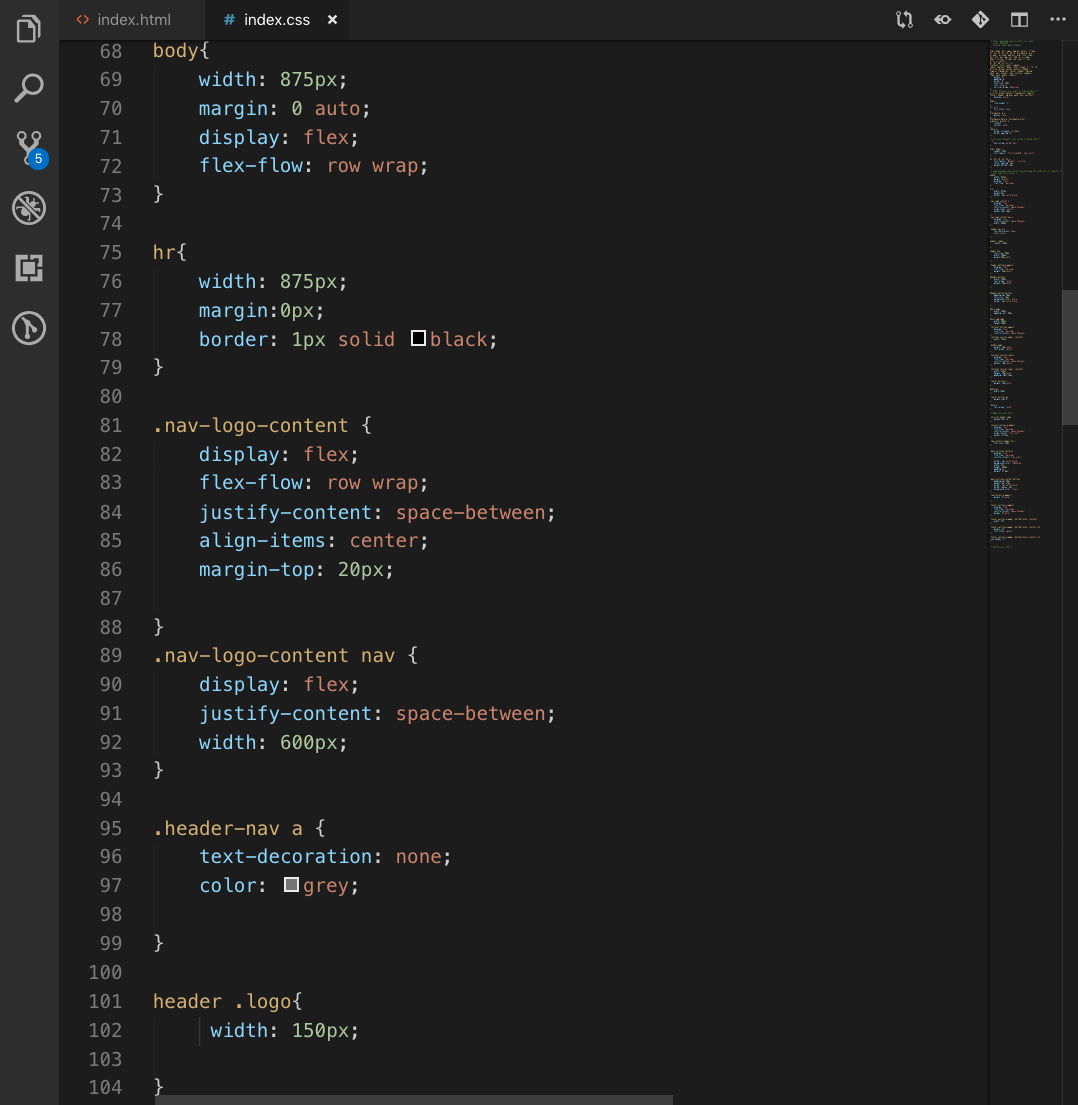 index.html
# index.css ×
68 body{
69 width: 875px;
70 margin: 0 auto;
71 display: flex;
72 flex-flow: row wrap;
73 }
74
75 hr{
76 width: 875px;
77 margin:0px;
78 border: 1px solid black;
79 }
80
81 .nav-logo-content {
82 display: flex;
83 flex-flow: row wrap;
84 justify-content: space-between;
85 align-items: center;
86 margin-top: 20px;
87
88 }
89 .nav-logo-content nav {
90 display: flex;
91 justify-content: space-between;
92 width: 600px;
93 }
94
95 .header-nav a {
96 text-decoration: none;
97 color: grey;
98
99 }
100
101 header .logo{
102 width: 150px;
103
104 }
5